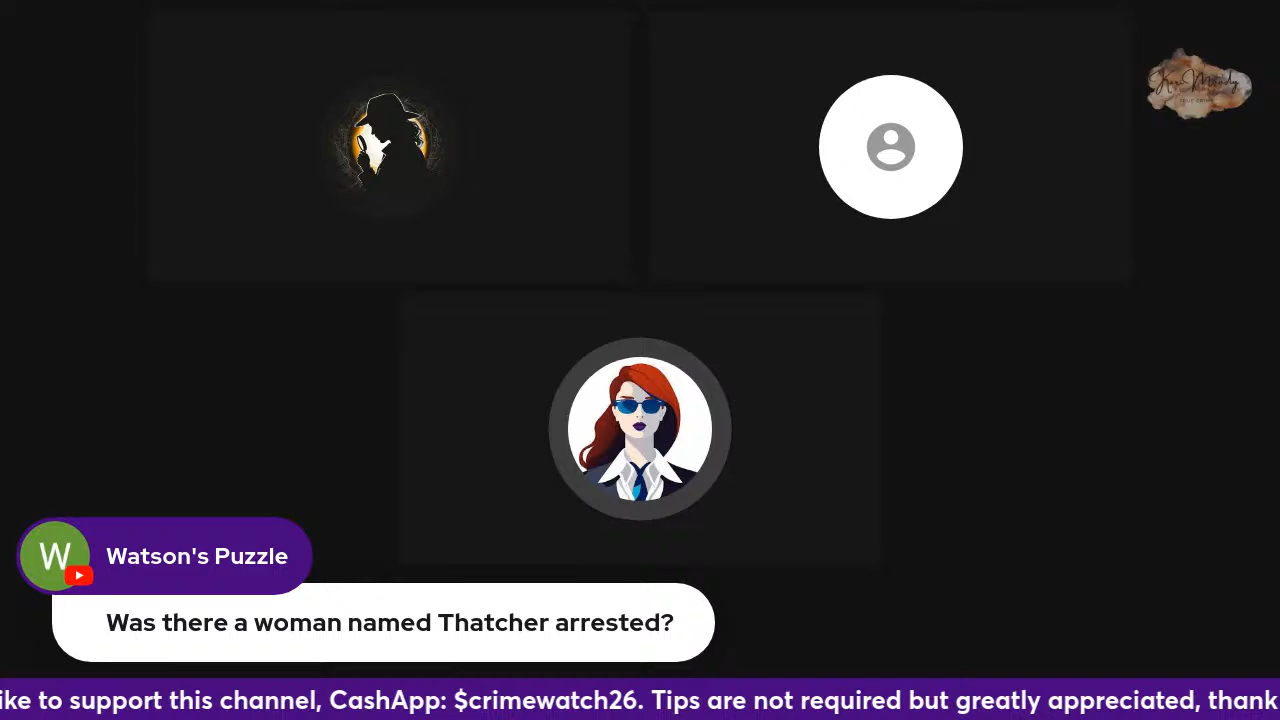 W
Watson's Puzzle
Was there a woman named Thatcher arrested?
ike to support this channel, CashApp: $crimewatch26. Tips are not required but greatly appreciated, thank